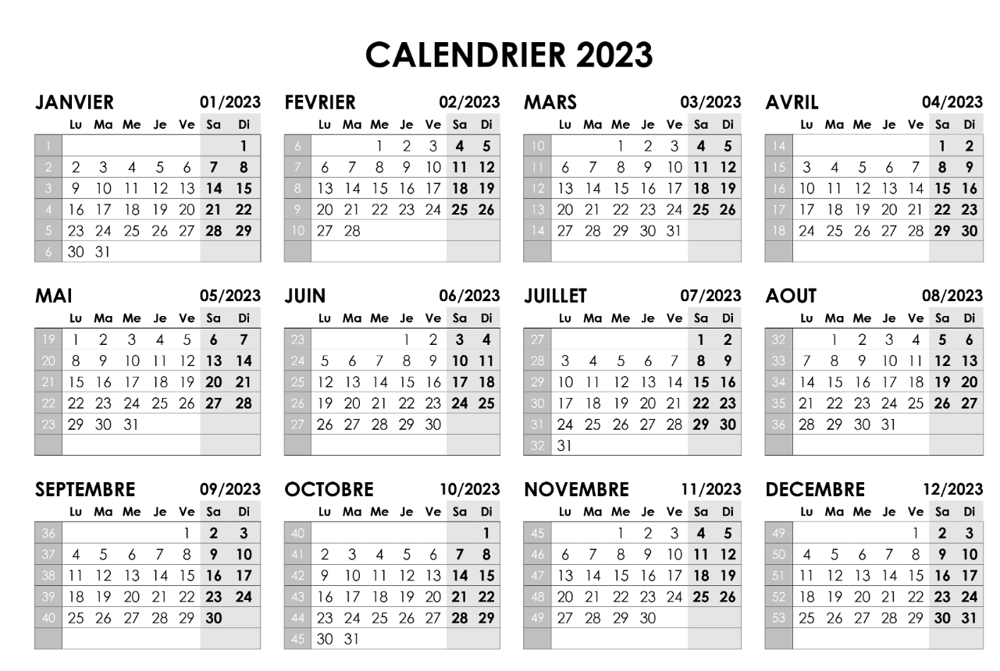 CALENDRIER 2023
JANVIER 01/2023
Lu Ma Me Je Ve Sa Di
1 1
2 2 3 4 5 6 7 8
3 9 10 11 12 13 14 15
4 16 17 18 19 20 21 22
5 23 24 25 26 27 28 29
6 30 31
FEVRIER 02/2023
Lu Ma Me Je Ve Sa Di
6 1 2 3 4 5
7 6 7 8 9 10 11 12
8 13 14 15 16 17 18 19
9 20 21 22 23 24 25 26
10 27 28
MARS 03/2023
Lu Ma Me Je Ve Sa Di
10 1 2 3 4 5
11 6 7 8 9 10 11 12
12 13 14 15 16 17 18 19
13 20 21 22 23 24 25 26
14 27 28 29 30 31
AVRIL 04/2023
Lu Ma Me Je Ve Sa Di
14 1 2
15 3 4 5 6 7 8 9
16 10 11 12 13 14 15 16
17 17 18 19 20 21 22 23
18 24 25 26 27 28 29 30
MAI 05/2023
Lu Ma Me Je Ve Sa Di
19 1 2 3 4 5 6 7
20 8 9 10 11 12 13 14
21 15 16 17 18 19 20 21
22 22 23 24 25 26 27 28
23 29 30 31
JUIN 06/2023
Lu Ma Me Je Ve Sa Di
23 1 2 3 4
24 5 6 7 8 9 10 11
25 12 13 14 15 16 17 18
26 19 20 21 22 23 24 25
27 26 27 28 29 30
JUILLET 07/2023
Lu Ma Me Je Ve Sa Di
27 1 2
28 3 4 5 6 7 8 9
29 10 11 12 13 14 15 16
30 17 18 19 20 21 22 23
31 24 25 26 27 28 29 30
32 31
AOUT 08/2023
Lu Ma Me Je Ve Sa Di
32 1 2 3 4 5 6
33 7 8 9 10 11 12 13
34 14 15 16 17 18 19 20
35 21 22 23 24 25 26 27
36 28 29 30 31
SEPTEMBRE 09/2023
Lu Ma Me Je Ve Sa Di
36 1 2 3
37 4 5 6 7 8 9 10
38 11 12 13 14 15 16 17
39 18 19 20 21 22 23 24
40 25 26 27 28 29 30
OCTOBRE 10/2023
Lu Ma Me Je Ve Sa Di
40 1
41 2 3 4 5 6 7 8
42 9 10 11 12 13 14 15
43 16 17 18 19 20 21 22
44 23 24 25 26 27 28 29
45 30 31
NOVEMBRE 11/2023
Lu Ma Me Je Ve Sa Di
45 1 2 3 4 5
46 6 7 8 9 10 11 12
47 13 14 15 16 17 18 19
48 20 21 22 23 24 25 26
49 27 28 29 30
DECEMBRE 12/2023
Lu Ma Me Je Ve Sa Di
49 1 2 3
50 4 5 6 7 8 9 10
51 11 12 13 14 15 16 17
52 18 19 20 21 22 23 24
53 25 26 27 28 29 30 31